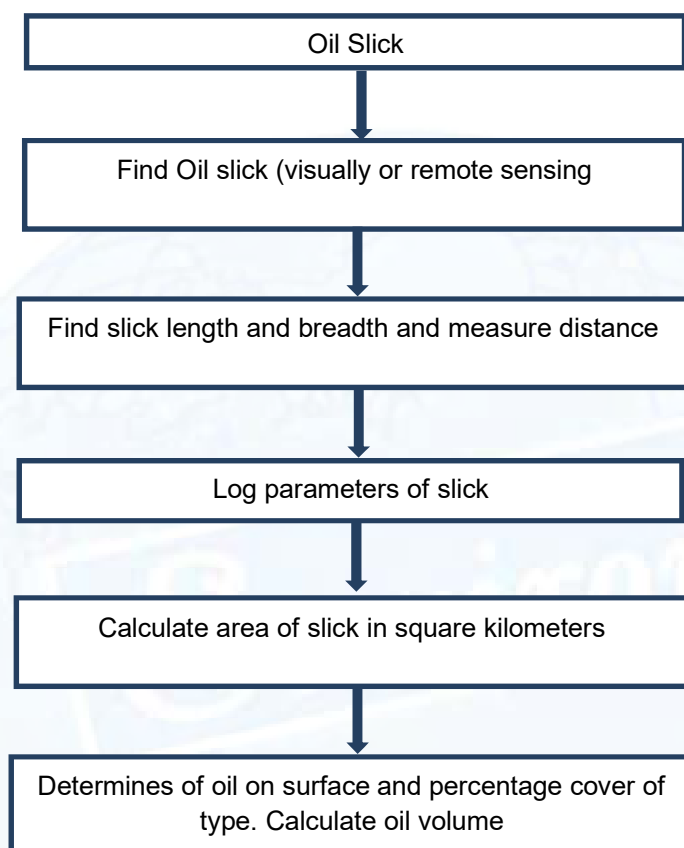 Oil Slick
Find Oil slick (visually or remote sensing
Find slick length and breadth and measure distance
Log parameters of slick
Calculate area of slick in square kilometers
Determines of oil on surface and percentage cover of
type. Calculate oil volume